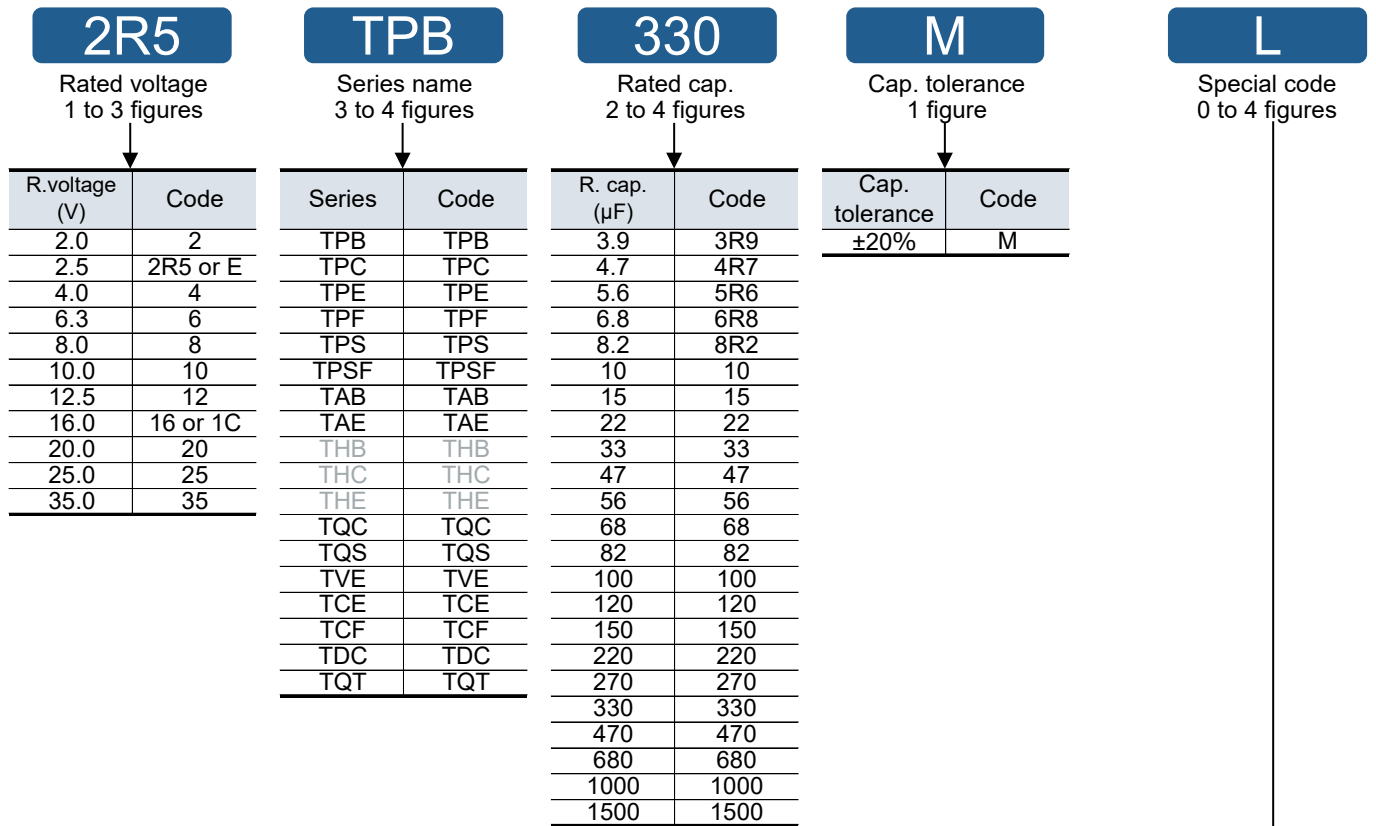 2R5 TPB 330 M L
Rated voltage Series name Rated cap. Cap. tolerance Special code
1 to 3 figures 3 to 4 figures 2 to 4 figures 1 figure 0 to 4 figures
R.voltage
(V) Code
2.0 2
2.5 2R5 or E
4.0 4
6.3 6
8.0 8
10.0 10
12.5 12
16.0 16 or 1C
20.0 20
25.0 25
35.0 35
Series Code
TPB TPB
TPC TPC
TPE TPE
TPF TPF
TPS TPS
TPSF TPSF
TAB TAB
TAE TAE
THB THB
THC THC
THE THE
TQC TQC
TQS TQS
TVE TVE
TCE TCE
TCF TCF
TDC TDC
TQT TQT
R. cap.
(μF) Code
3.9 3R9
4.7 4R7
5.6 5R6
6.8 6R8
8.2 8R2
10 10
15 15
22 22
33 33
47 47
56 56
68 68
82 82
100 100
120 120
150 150
220 220
270 270
330 330
470 470
680 680
1000 1000
1500 1500
Cap.
tolerance Code
±20% M